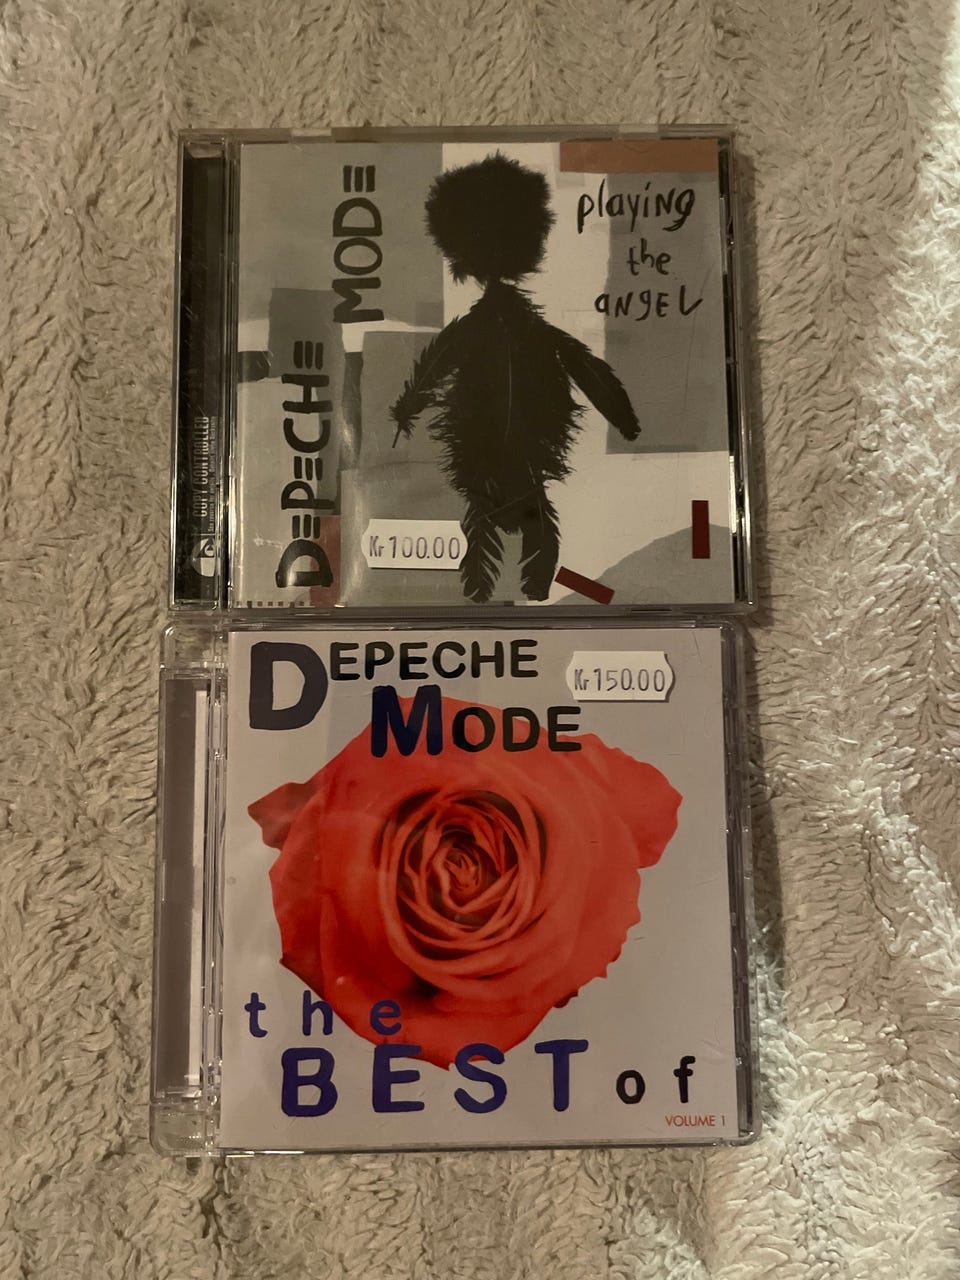 DEPECHE MODE
playing
the
ANGEL
COPY CONTROLLED
Kr 100.00
DEPECHE
MODE
Kr 150.00
the
BEST of
VOLUME 1